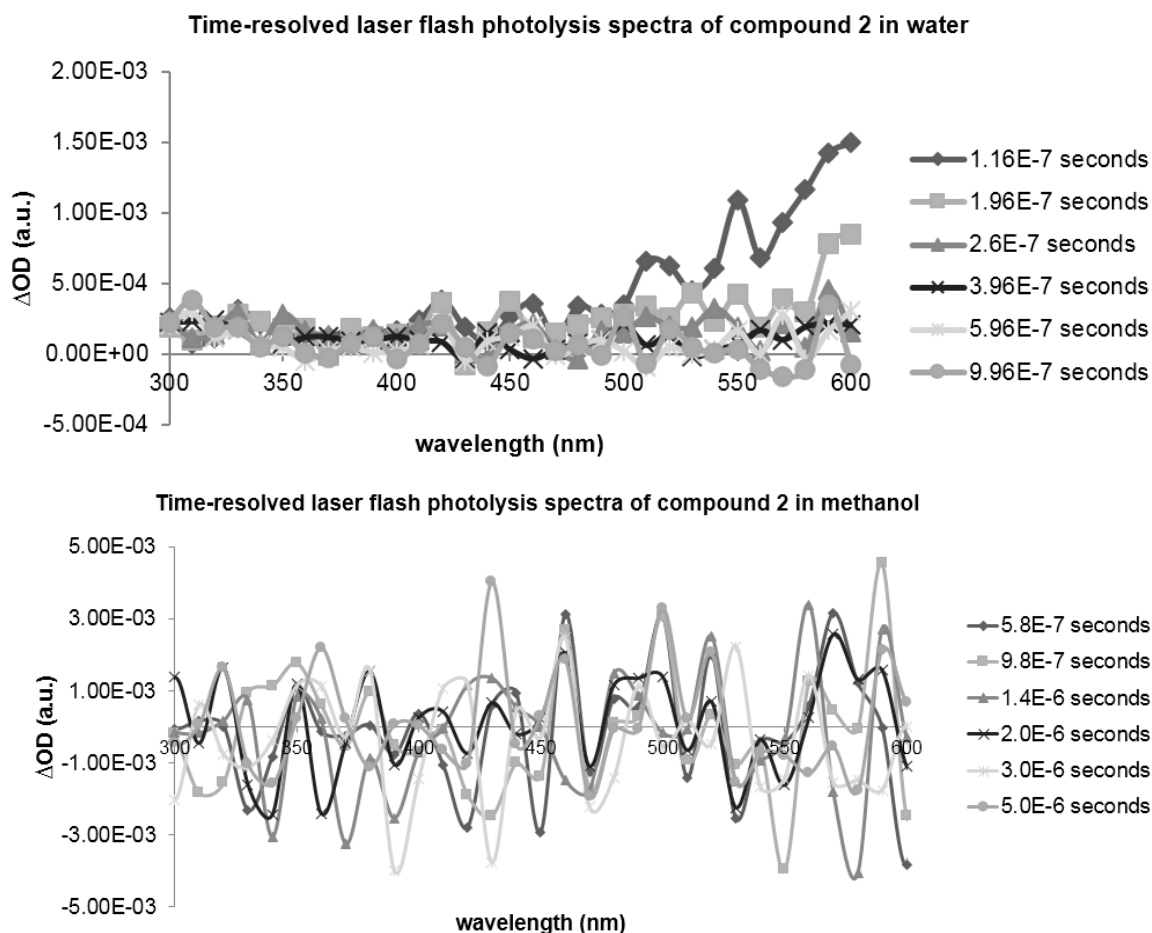 Time-resolved laser flash photolysis spectra of compound 2 in water
2.00E-03
1.50E-03
1.00E-03
5.00E-04
0.00E+00
-5.00E-04
ΔOD (a.u.)
300
350
400
450
500
550
600
wavelength (nm)
1.16E-7 seconds
1.96E-7 seconds
2.6E-7 seconds
3.96E-7 seconds
5.96E-7 seconds
9.96E-7 seconds
Time-resolved laser flash photolysis spectra of compound 2 in methanol
5.00E-03
3.00E-03
1.00E-03
-1.00E-03
-3.00E-03
-5.00E-03
ΔOD (a.u.)
300
350
400
450
500
550
600
wavelength (nm)
5.8E-7 seconds
9.8E-7 seconds
1.4E-6 seconds
2.0E-6 seconds
3.0E-6 seconds
5.0E-6 seconds